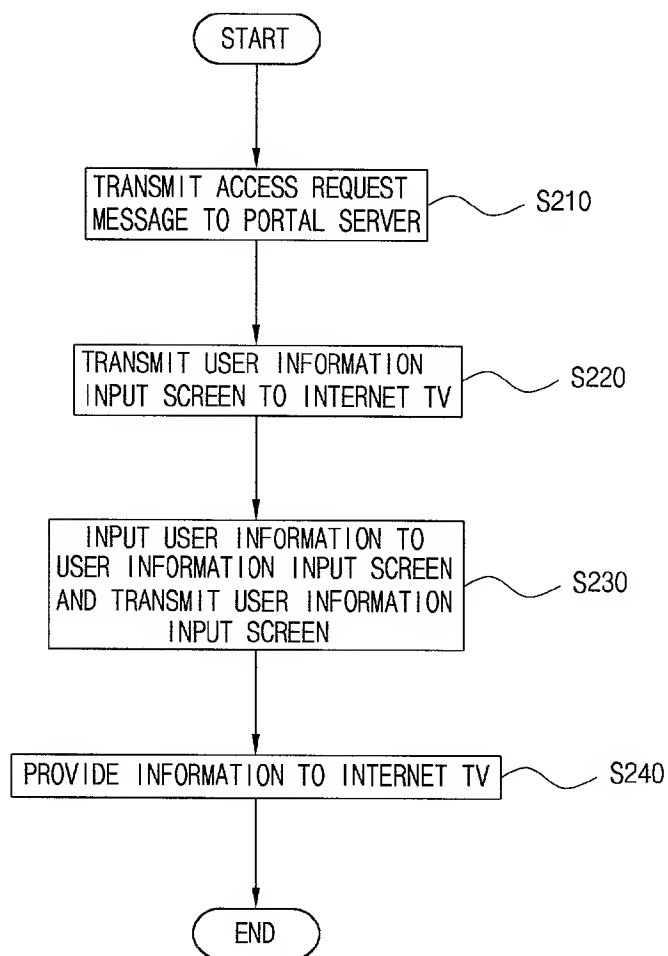 START
TRANSMIT ACCESS REQUEST
MESSAGE TO PORTAL SERVER
S210
TRANSMIT USER INFORMATION
INPUT SCREEN TO INTERNET TV
S220
INPUT USER INFORMATION TO
USER INFORMATION INPUT SCREEN
AND TRANSMIT USER INFORMATION
INPUT SCREEN
S230
PROVIDE INFORMATION TO INTERNET TV
S240
END